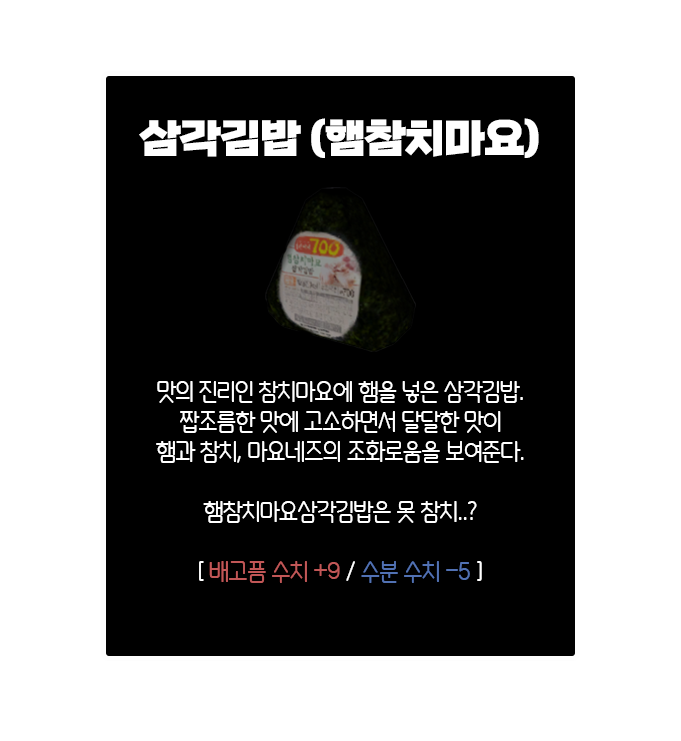 삼각김밥 (햄참치마요)
700
맛의 진리인 참치마요에 햄을 넣은 삼각김밥.
짭조름한 맛에 고소하면서 달달한 맛이
햄과 참치, 마요네즈의 조화로움을 보여준다.
햄참치마요삼각김밥은 못 참치..?
[ 배고픔 수치 +9 / 수분 수치 -5 ]